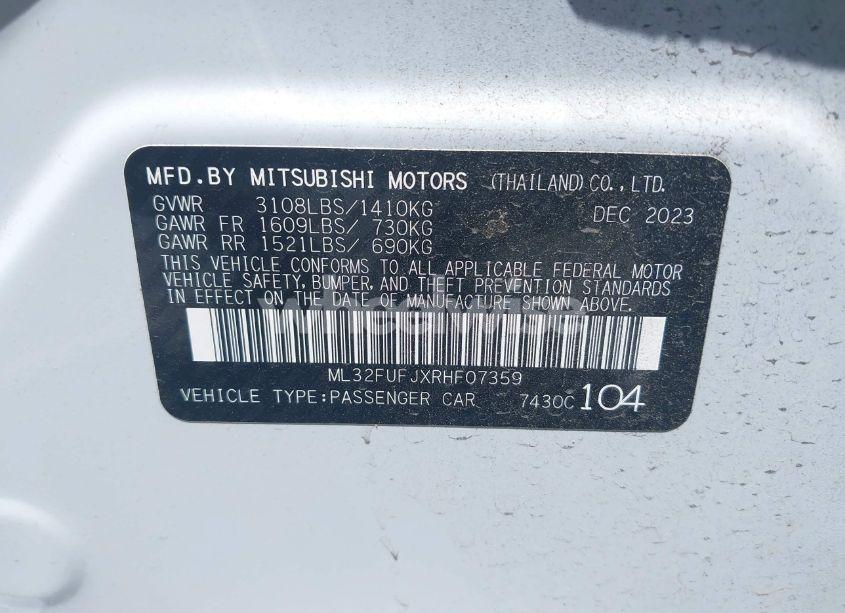 MFD.BY MITSUBISHI MOTORS (THAILAND)CO.,LTD.
GVWR 3108LBS/1410KG DEC 2023
GAWR FR 1609LBS/ 730KG
GAWR RR 1521LBS/ 690KG
THIS VEHICLE CONFORMS TO ALL APPLICABLE FEDERAL MOTOR
VEHICLE SAFETY, BUMPER, AND THEFT PREVENTION STANDARDS
IN EFFECT ON THE DATE OF MANUFACTURE SHOWN ABOVE.
ML32FUFJXRHF07359
VEHICLE TYPE:PASSENGER CAR 7430C 104